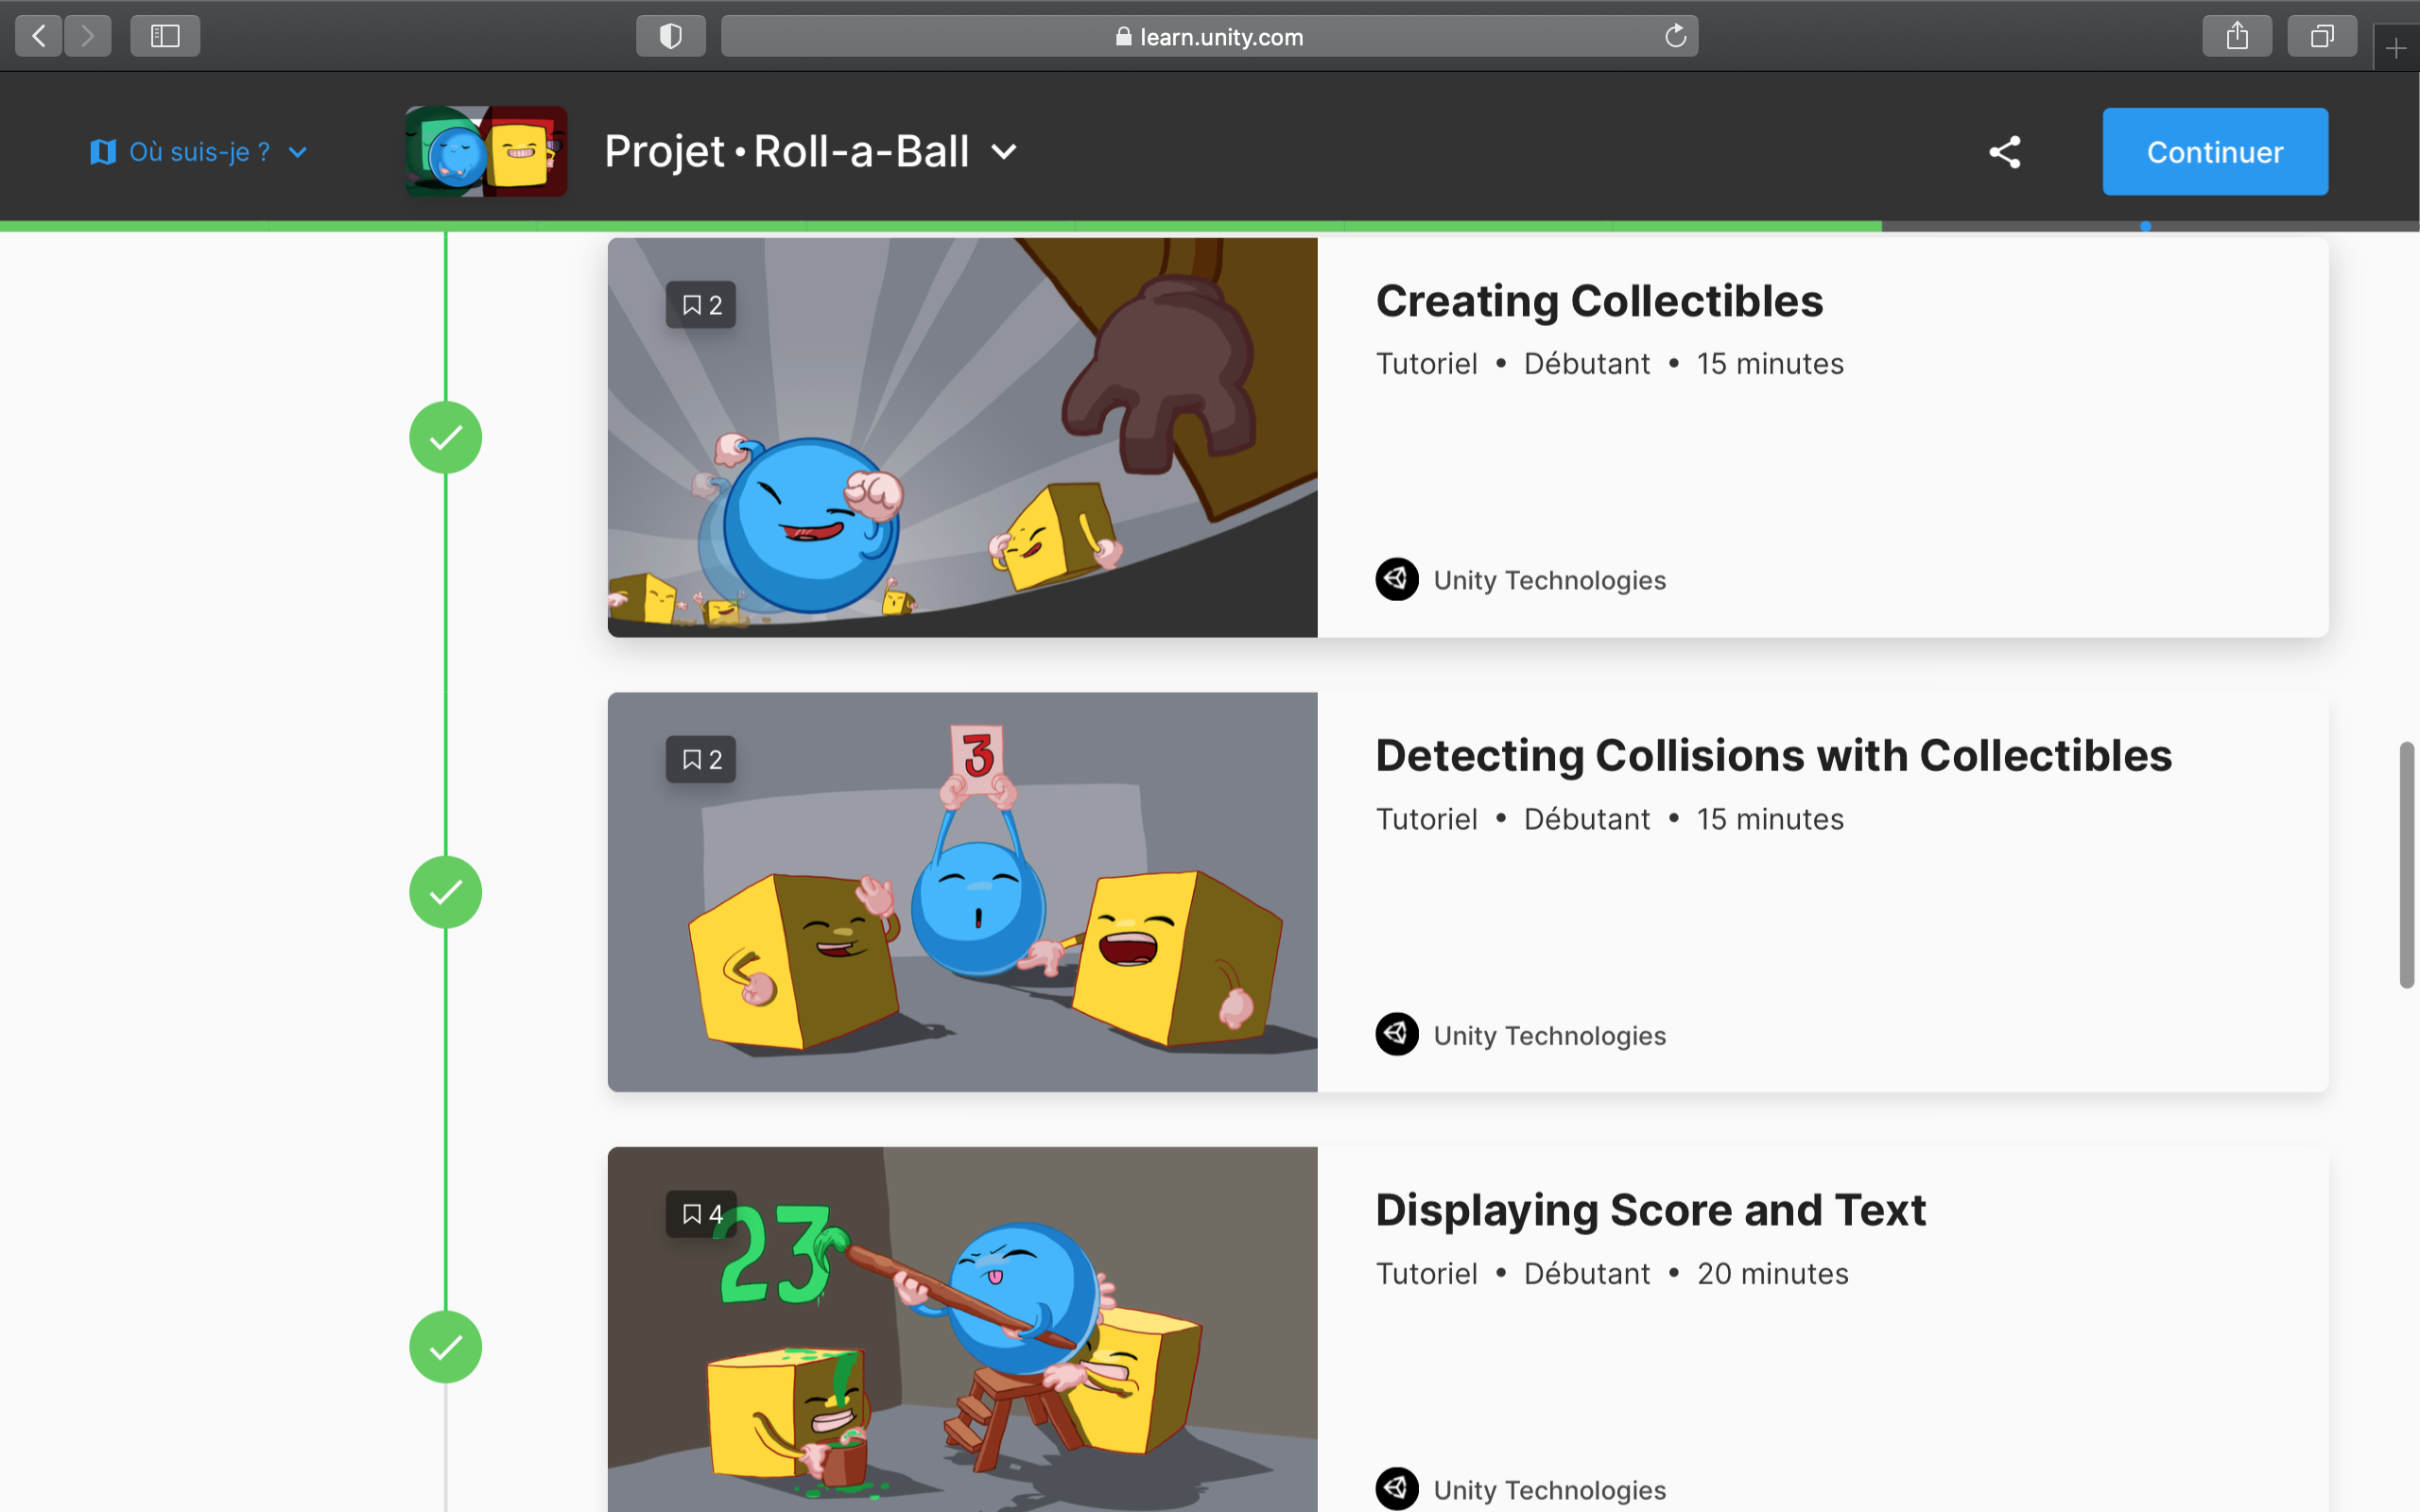 learn.unity.com
Où suis-je ?
Projet • Roll-a-Ball
Continuer
2
Creating Collectibles
Tutoriel • Débutant • 15 minutes
Unity Technologies
2
3
Detecting Collisions with Collectibles
Tutoriel • Débutant • 15 minutes
Unity Technologies
4
23
Displaying Score and Text
Tutoriel • Débutant • 20 minutes
Unity Technologies